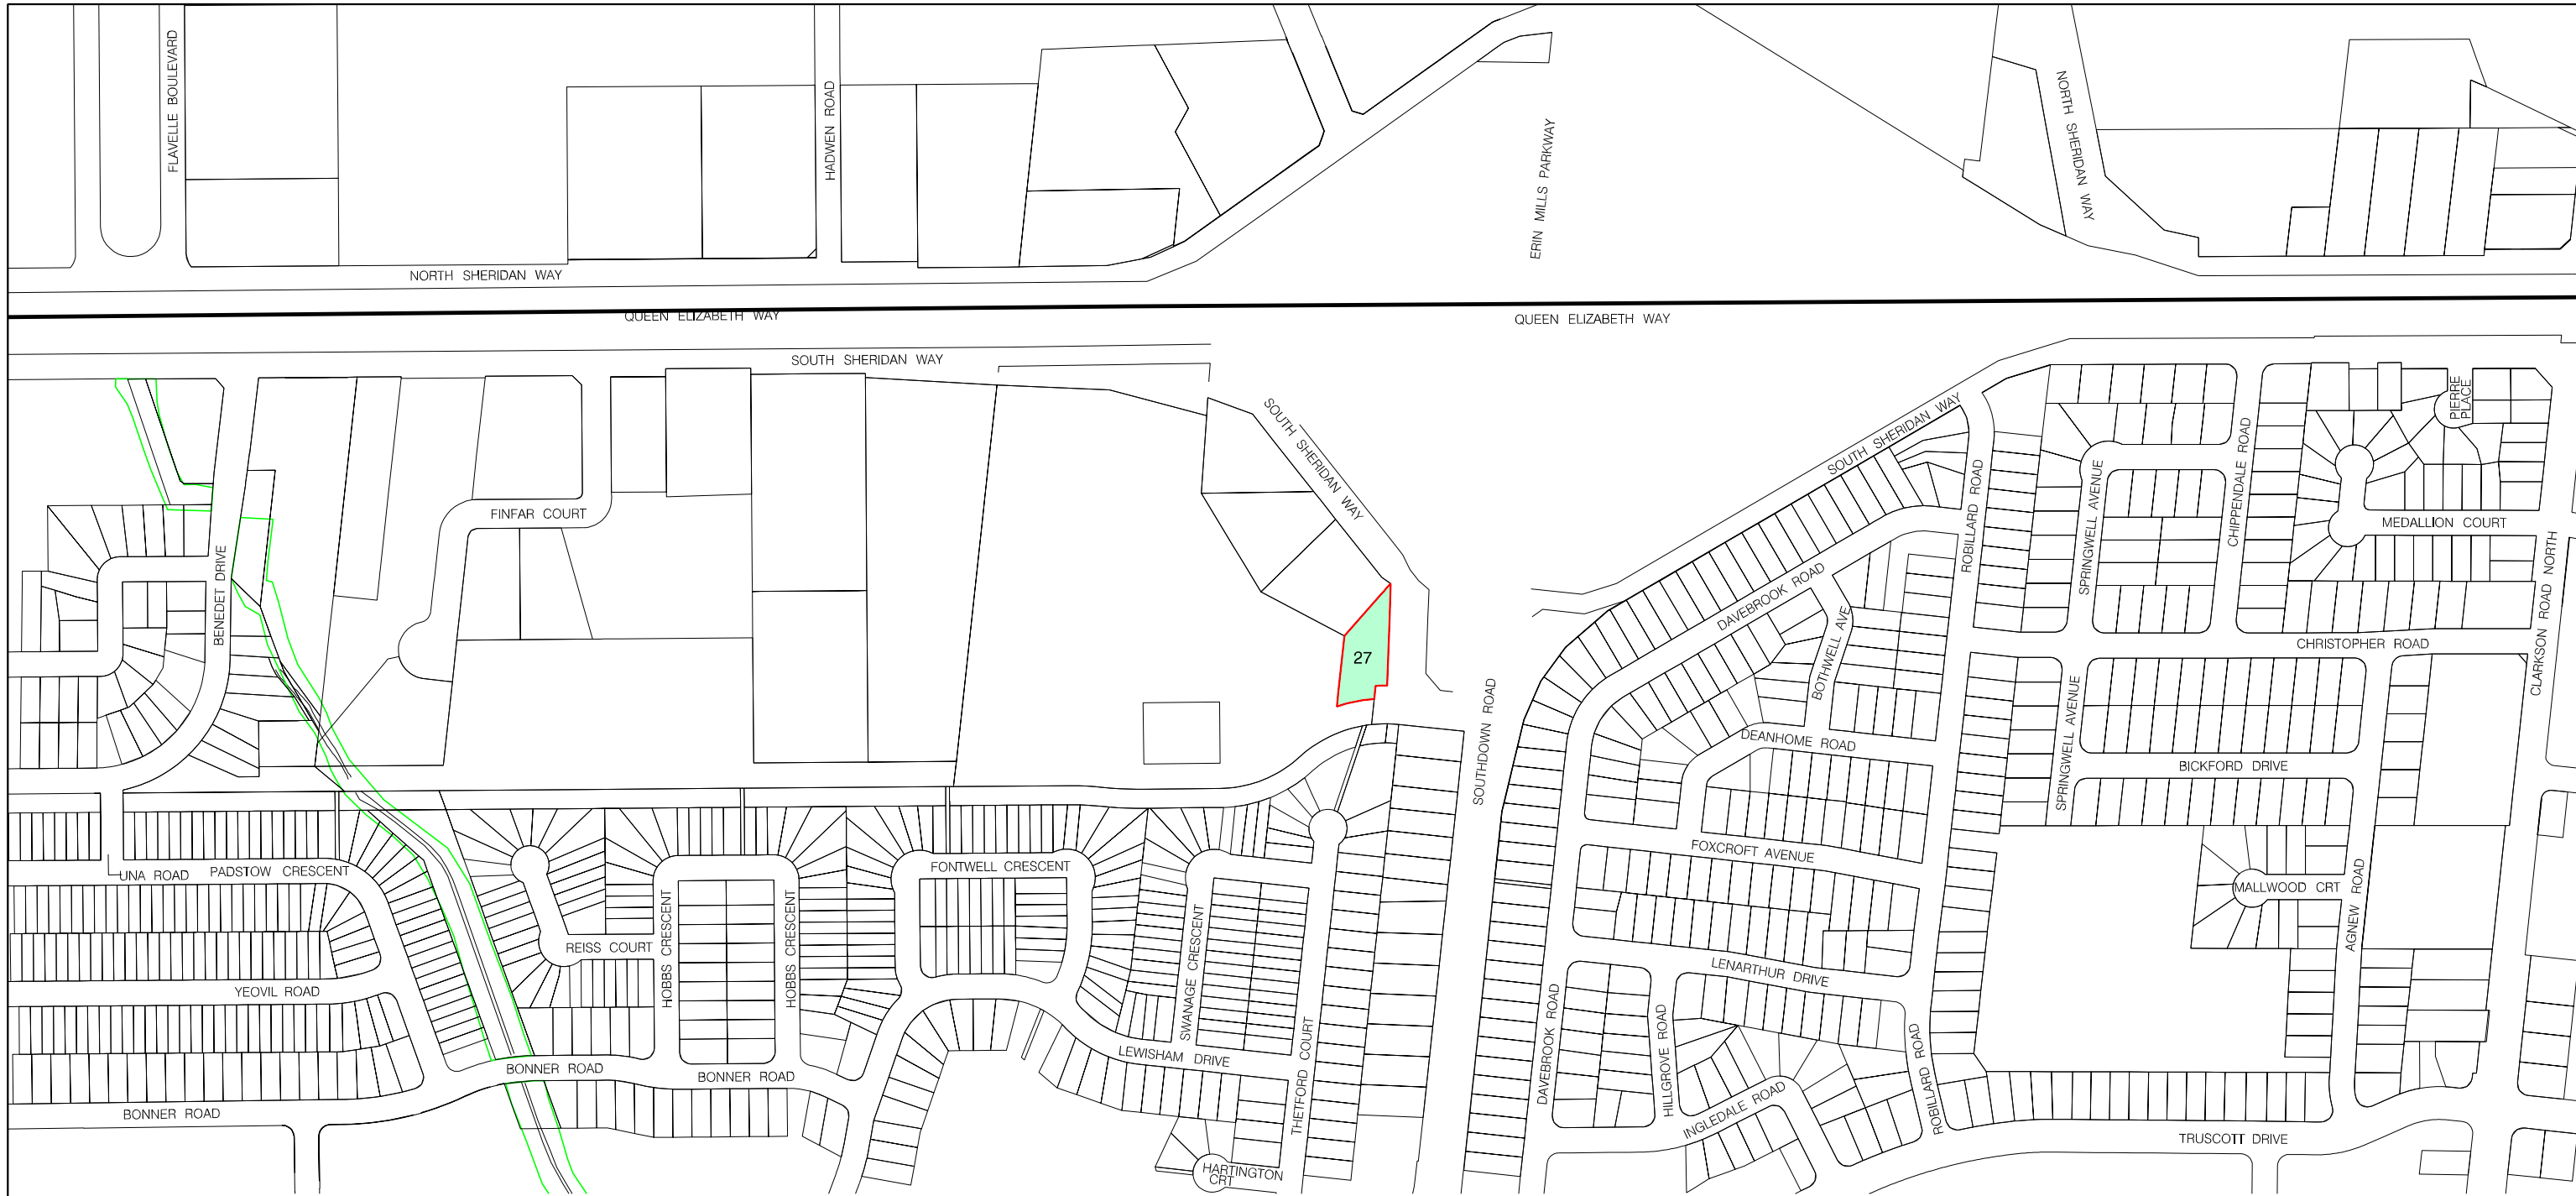 FLAVELLE BOULEVARD
HADWEN ROAD
NORTH SHERIDAN WAY
ERIN MILLS PARKWAY
NORTH SHERIDAN WAY
QUEEN ELIZABETH WAY
QUEEN ELIZABETH WAY
SOUTH SHERIDAN WAY
SOUTH SHERIDAN WAY
SOUTH SHERIDAN WAY
PIERRE
PLACE
FINFAR COURT
BENEDET DRIVE
ROBILLARD ROAD
SPRINGWELL AVENUE
CHIPPENDALE ROAD
MEDALLION COURT
CLARKSON ROAD NORTH
DAVEBROOK ROAD
BOTHWELL AVE
CHRISTOPHER ROAD
27
SOUTHDOWN ROAD
DEANHOME ROAD
SPRINGWELL AVENUE
BICKFORD DRIVE
UNA ROAD
PADSTOW CRESCENT
FONTWELL CRESCENT
FOXCROFT AVENUE
MALLWOOD CRT
AGNEW ROAD
REISS COURT
HOBBS CRESCENT
HOBBS CRESCENT
SWANAGE CRESCENT
YEOVIL ROAD
LENARTHUR DRIVE
LEWISHAM DRIVE
THETFORD COURT
DAVEBROOK ROAD
HILLGROVE ROAD
INGLEDALE ROAD
ROBILLARD ROAD
BONNER ROAD
BONNER ROAD
BONNER ROAD
TRUSCOTT DRIVE
HARTINGTON
CRT